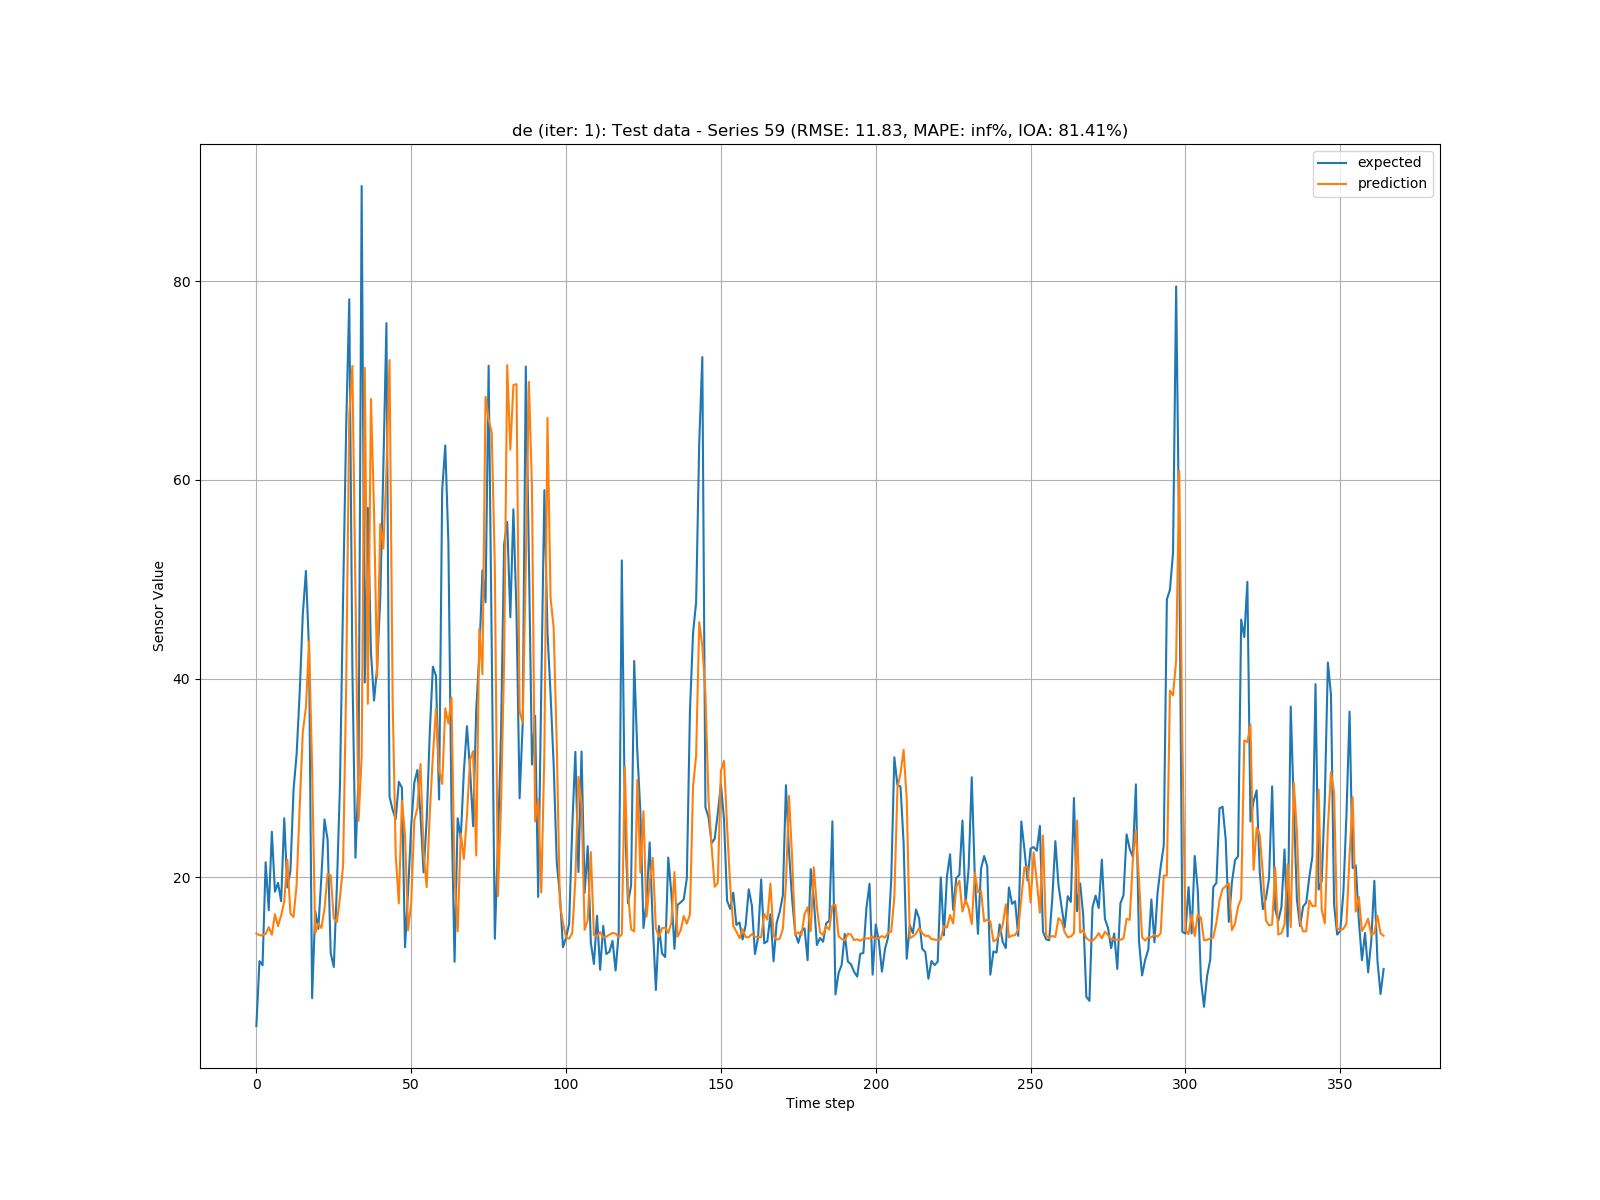 de (iter: 1): Test data - Series 59 (RMSE: 11.83, MAPE: inf%, IOA: 81.41%)
expected
prediction
80
60
40
20
Sensor Value
0 50 100 150 200 250 300 350
Time step